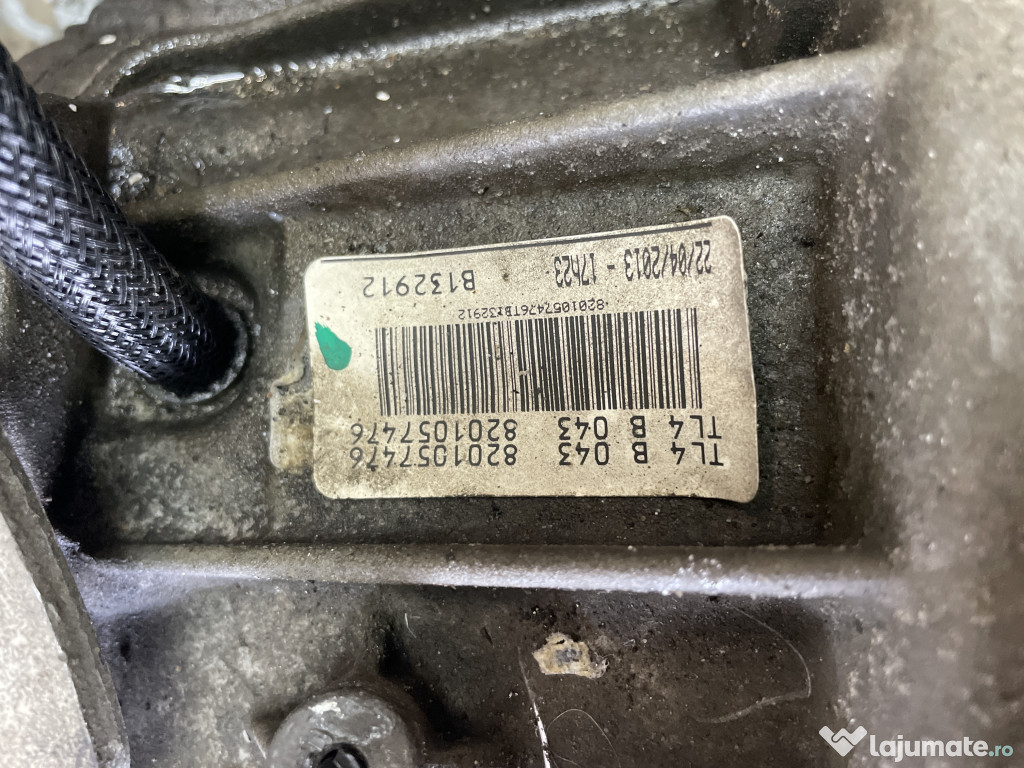 TL4 B 043 8201057476
TL4 B 043 8201057476
8201057476TB132912
22/04/2013 - 17h23 B132912
lajumate.ro